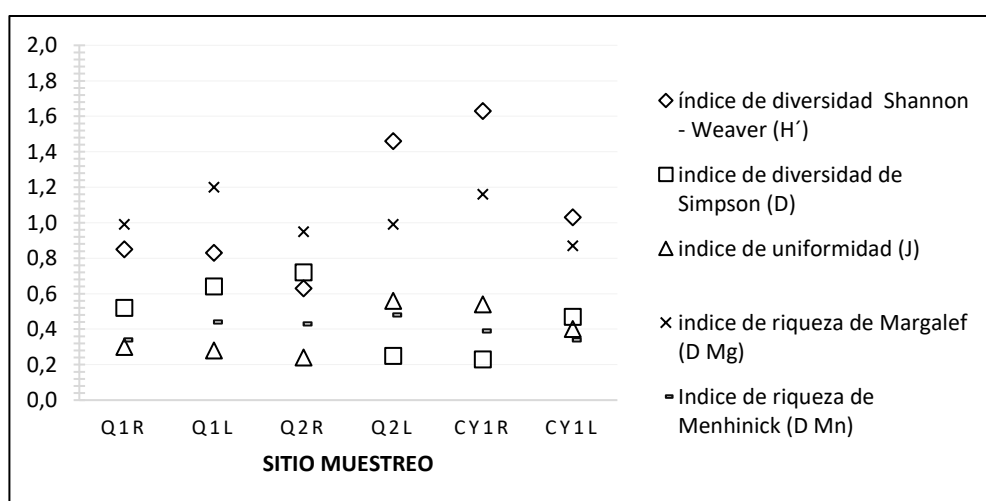 2,0
1,8
1,6
1,4
1,2
1,0
0,8
0,6
0,4
0,2
0,0
Q1R Q1L Q2R Q2L CY1R CY1L
SITIO MUESTREO
índice de diversidad Shannon
- Weaver (H´)
indice de diversidad de
Simpson (D)
indice de uniformidad (J)
indice de riqueza de Margalef
(D Mg)
Indice de riqueza de
Menhinick (D Mn)